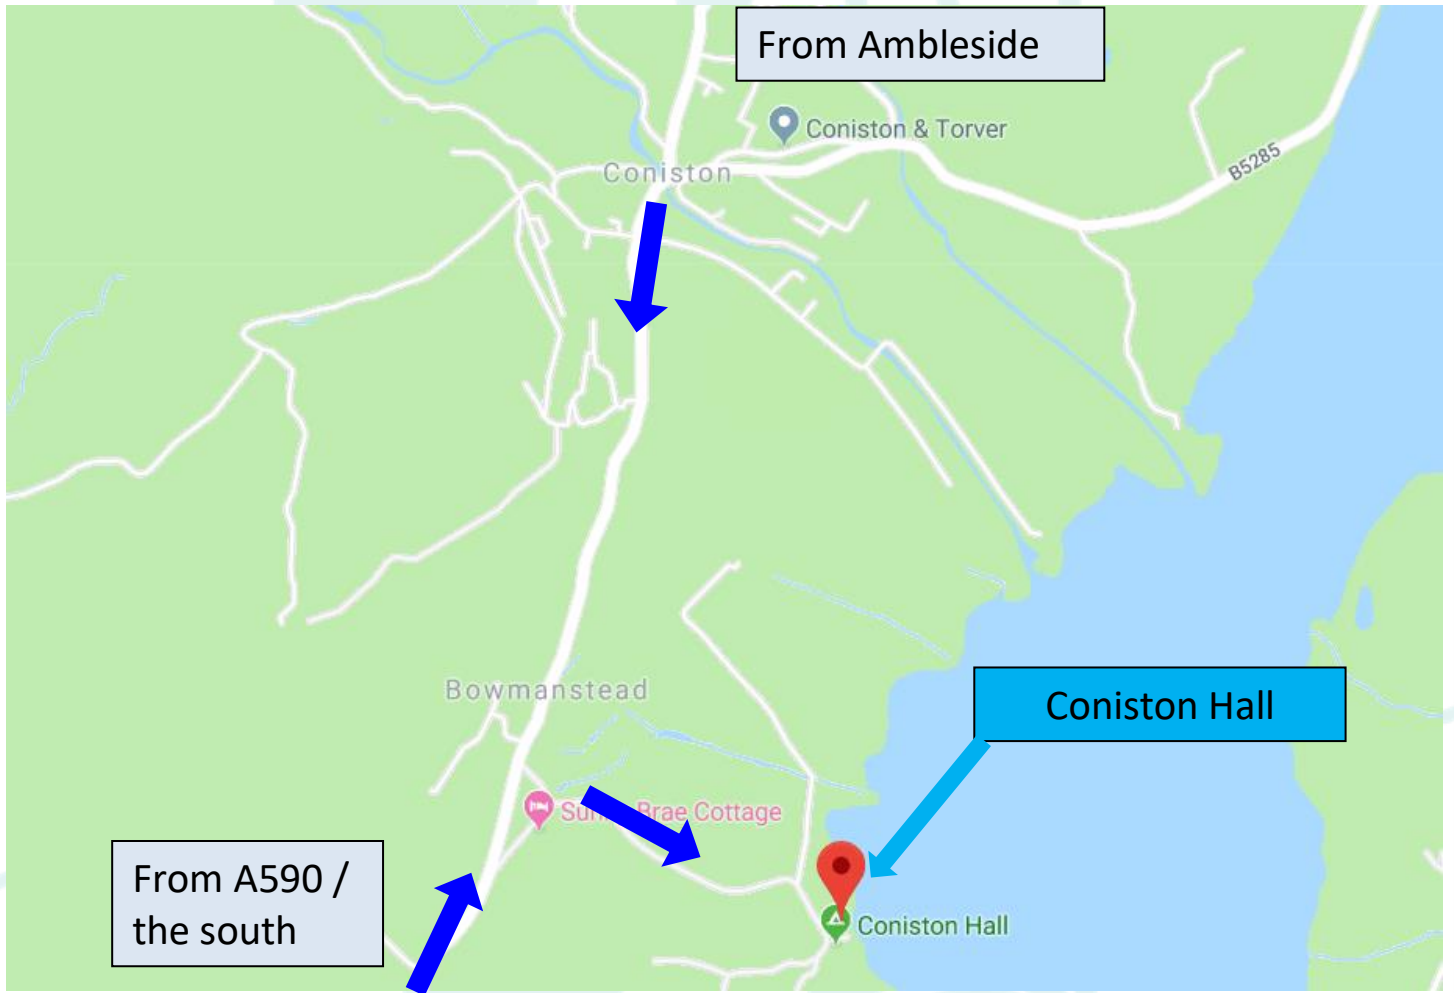 From Ambleside
Coniston & Torver
Coniston
B5285
Bowmanstead
Coniston Hall
Brae Cottage
From A590 /
the south
Coniston Hall